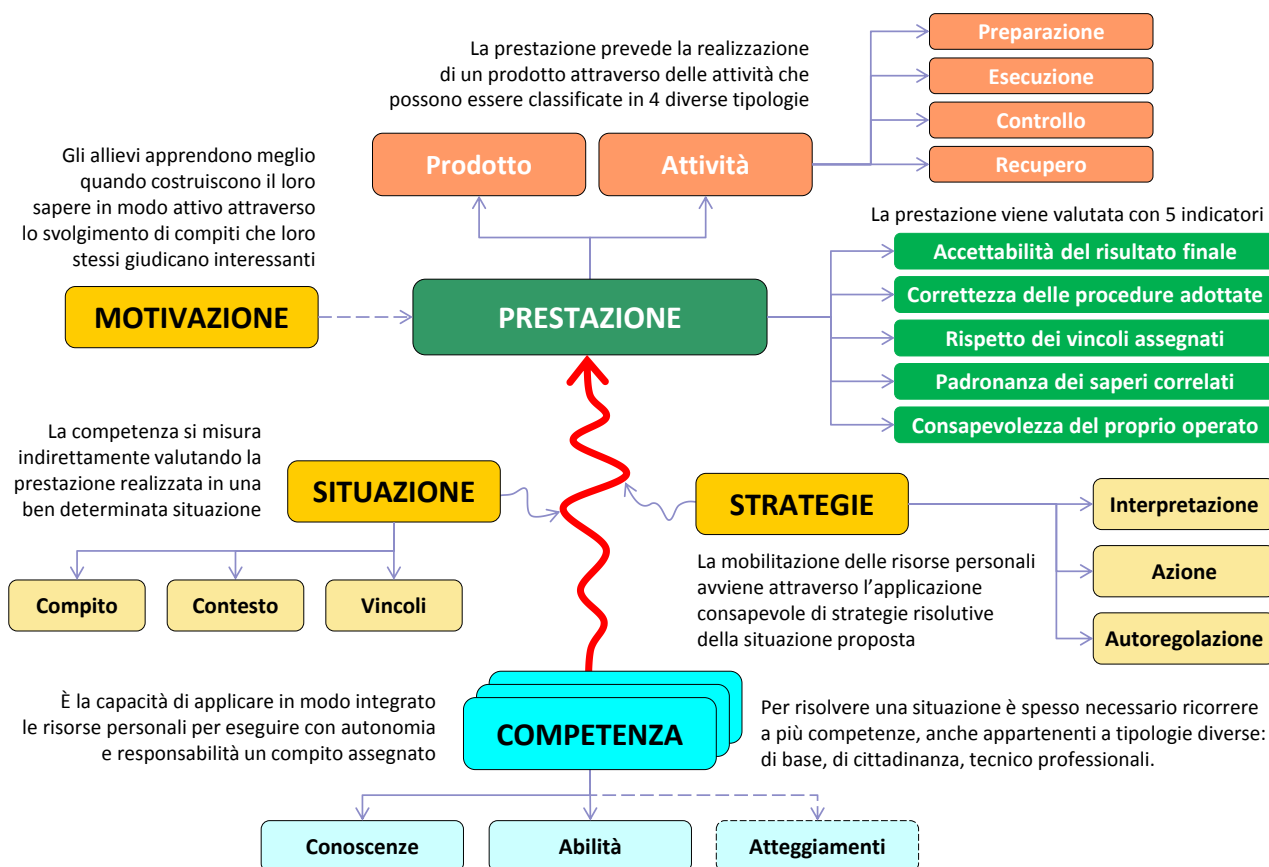 Preparazione
La prestazione prevede la realizzazione
di un prodotto attraverso delle attività che
possono essere classificate in 4 diverse tipologie
Esecuzione
Controllo
Recupero
Prodotto
Attività
Gli allievi apprendono meglio
quando costruiscono il loro
sapere in modo attivo attraverso
lo svolgimento di compiti che loro
stessi giudicano interessanti
La prestazione viene valutata con 5 indicatori
Accettabilità del risultato finale
Correttezza delle procedure adottate
Rispetto dei vincoli assegnati
Padronanza dei saperi correlati
Consapevolezza del proprio operato
MOTIVAZIONE
PRESTAZIONE
La competenza si misura
indirettamente valutando la
prestazione realizzata in una
ben determinata situazione
SITUAZIONE
STRATEGIE
Interpretazione
Azione
Autoregolazione
La mobilitazione delle risorse personali
avviene attraverso l’applicazione
consapevole di strategie risolutive
della situazione proposta
Compito
Contesto
Vincoli
È la capacità di applicare in modo integrato
le risorse personali per eseguire con autonomia
e responsabilità un compito assegnato
COMPETENZA
Per risolvere una situazione è spesso necessario ricorrere
a più competenze, anche appartenenti a tipologie diverse:
di base, di cittadinanza, tecnico professionali.
Conoscenze
Abilità
Atteggiamenti